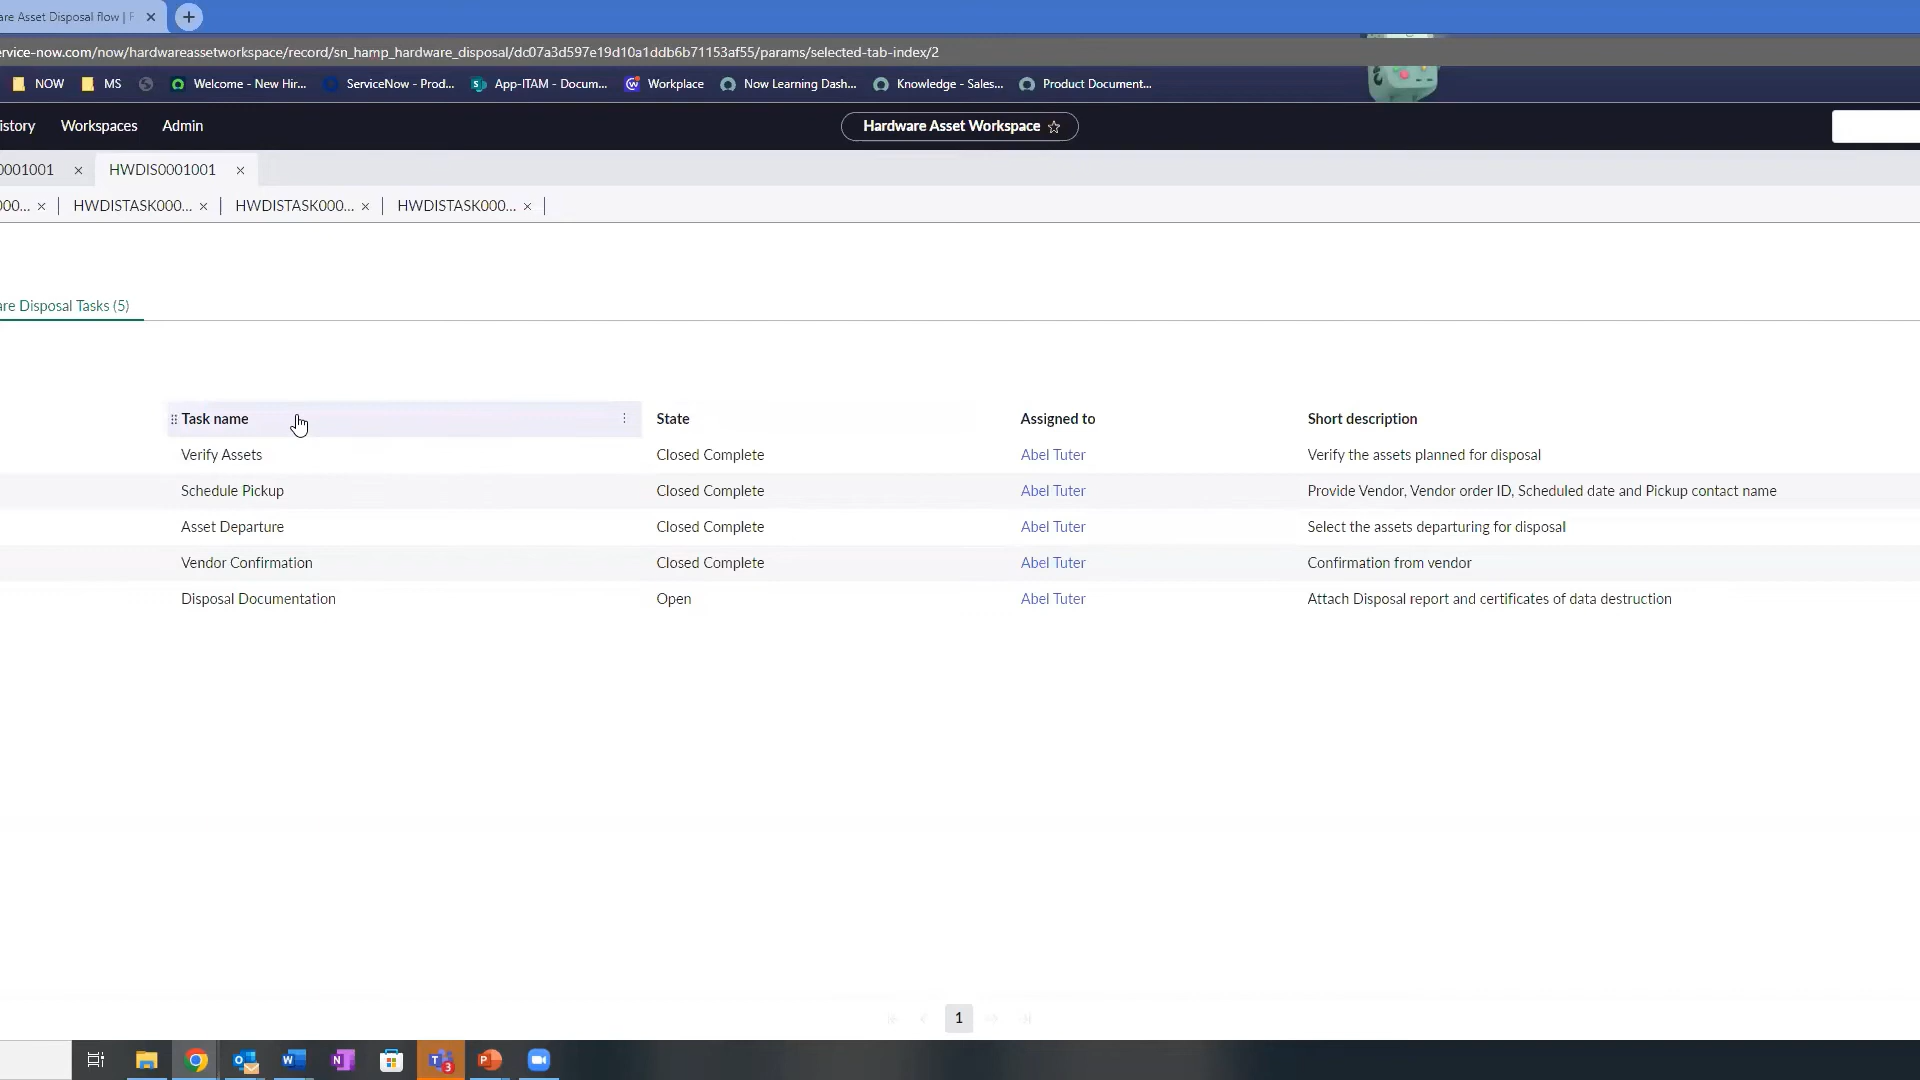 are Asset Disposal flow | F
ervice-now.com/now/hardwareassetworkspace/record/sn_hamp_hardware_disposal/dc07a3d597e19d10a1ddb6b71153af55/params/selected-tab-index/2
NOW MS Welcome - New Hir... ServiceNow - Prod... App-ITAM - Docum... Workplace Now Learning Dash... Knowledge - Sales... Product Document...
istory Workspaces Admin Hardware Asset Workspace
0001001 HWDIS0001001
00... HWDISTASK000... HWDISTASK000... HWDISTASK000...
are Disposal Tasks (5)
Task name State Assigned to Short description
Verify Assets Closed Complete Abel Tuter Verify the assets planned for disposal
Schedule Pickup Closed Complete Abel Tuter Provide Vendor, Vendor order ID, Scheduled date and Pickup contact name
Asset Departure Closed Complete Abel Tuter Select the assets departuring for disposal
Vendor Confirmation Closed Complete Abel Tuter Confirmation from vendor
Disposal Documentation Open Abel Tuter Attach Disposal report and certificates of data destruction
1